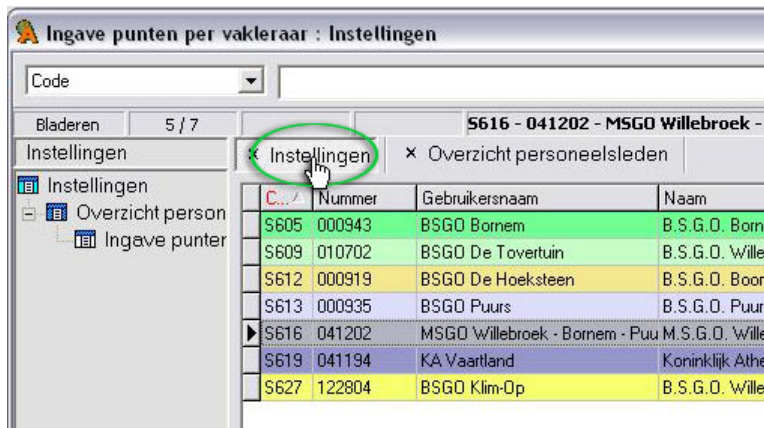 Ingave punten per vakleraar : Instellingen
Code
Bladeren 5 / 7 S616 - 041202 - MSGO Willebroek -
Instellingen × Instellingen × Overzicht personeelsleden
Instellingen
Overzicht person
Ingave punter
C... Nummer Gebruikersnaam Naam
S605 000943 BSGO Bornem B.S.G.O. Born
S609 010702 BSGO De Tovertuin B.S.G.O. Wille
S612 000919 BSGO De Hoeksteen B.S.G.O. Boor
S613 000935 BSGO Puurs B.S.G.O. Puur
S616 041202 MSGO Willebroek - Bornem - Puu M.S.G.O. Wille
S619 041194 KA Vaartland Koninklijk Athe
S627 122804 BSGO Klim-Op B.S.G.O. Wille